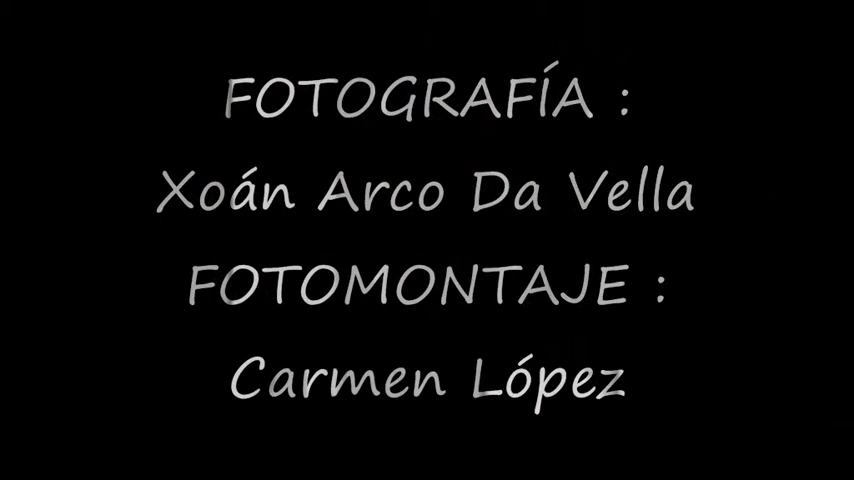 FOTOGRAFÍA :
Xoán Arco Da Vella
FOTOMONTAJE :
Carmen López